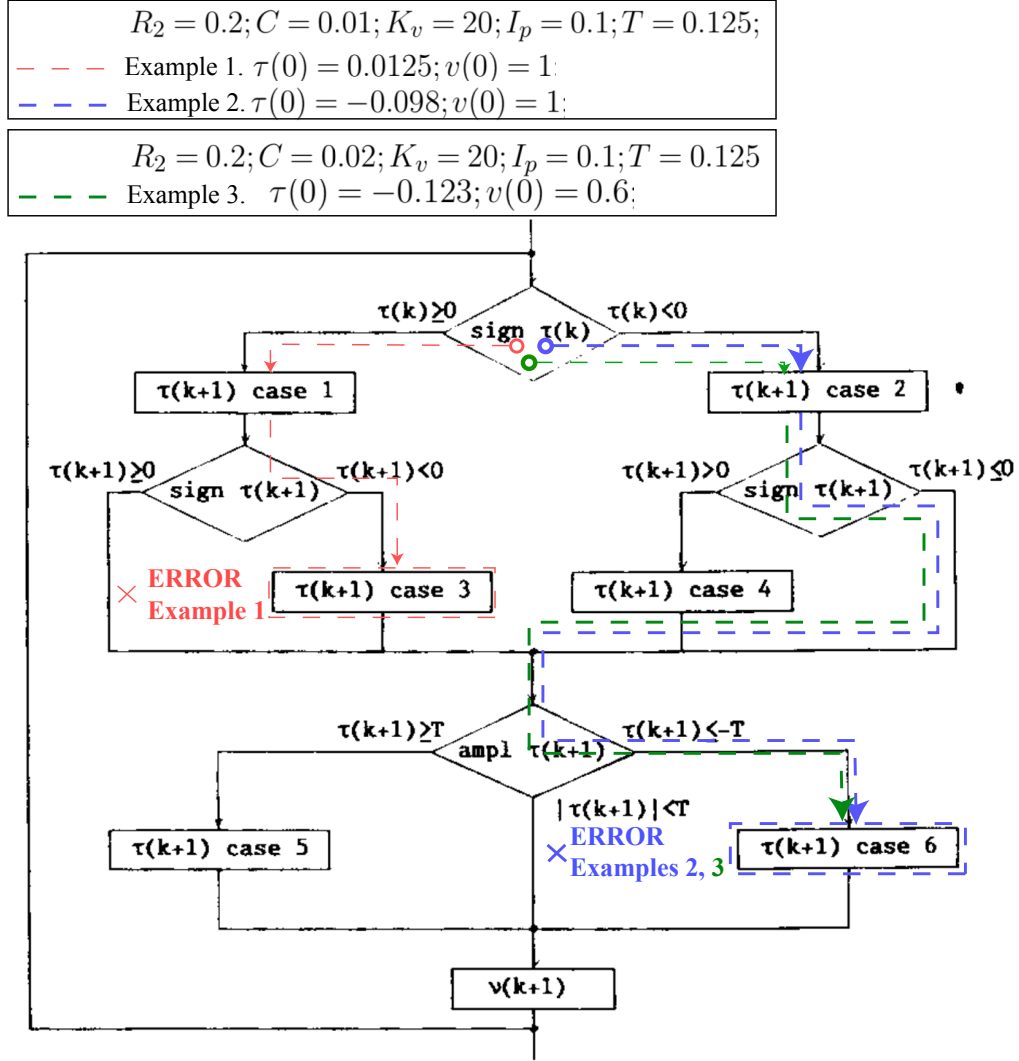 R₂ = 0.2; C = 0.01; Kᵥ = 20; Iₚ = 0.1; T = 0.125;
Example 1. τ(0) = 0.0125; v(0) = 1;
Example 2. τ(0) = −0.098; v(0) = 1;
R₂ = 0.2; C = 0.02; Kᵥ = 20; Iₚ = 0.1; T = 0.125
Example 3. τ(0) = −0.123; v(0) = 0.6;
τ(k)≥0 τ(k)<0
sign τ(k)
τ(k+1) case 1 τ(k+1) case 2
τ(k+1)≥0 τ(k+1)<0 τ(k+1)>0 τ(k+1)≤0
sign τ(k+1) sign τ(k+1)
× ERROR
Example 1
τ(k+1) case 3 τ(k+1) case 4
τ(k+1)≥T τ(k+1)≤-T
ampl τ(k+1)
|τ(k+1)|<T
τ(k+1) case 5
× ERROR
Examples 2, 3
τ(k+1) case 6
ν(k+1)